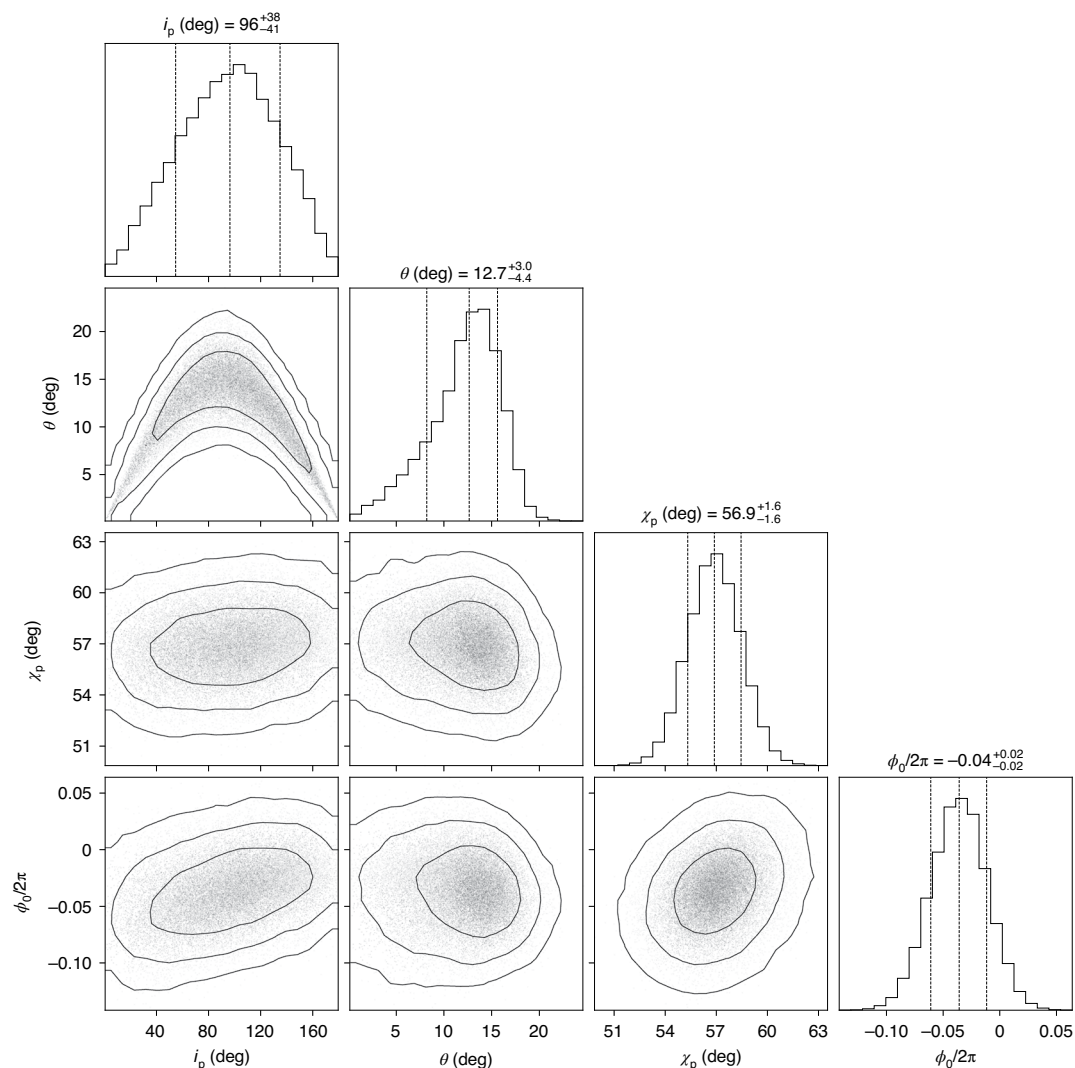 i_p (deg) = 96 +38 −41
θ (deg) = 12.7 +3.0 −4.4
20
15
10
5
θ (deg)
χ_p (deg) = 56.9 +1.6 −1.6
63
60
57
54
51
χ_p (deg)
ϕ_0/2π = −0.04 +0.02 −0.02
0.05
0
−0.05
−0.10
ϕ_0/2π
40 80 120 160
i_p (deg)
5 10 15 20
θ (deg)
51 54 57 60 63
χ_p (deg)
−0.10 −0.05 0 0.05
ϕ_0/2π